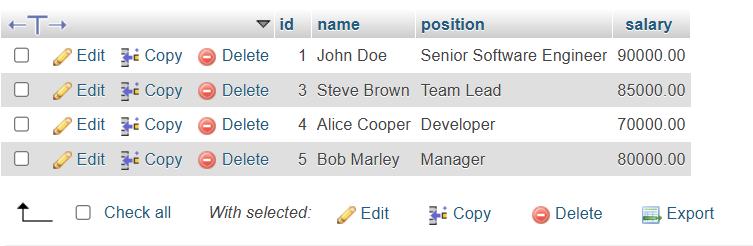 id name position salary
Edit Copy Delete 1 John Doe Senior Software Engineer 90000.00
Edit Copy Delete 3 Steve Brown Team Lead 85000.00
Edit Copy Delete 4 Alice Cooper Developer 70000.00
Edit Copy Delete 5 Bob Marley Manager 80000.00
Check all With selected: Edit Copy Delete Export